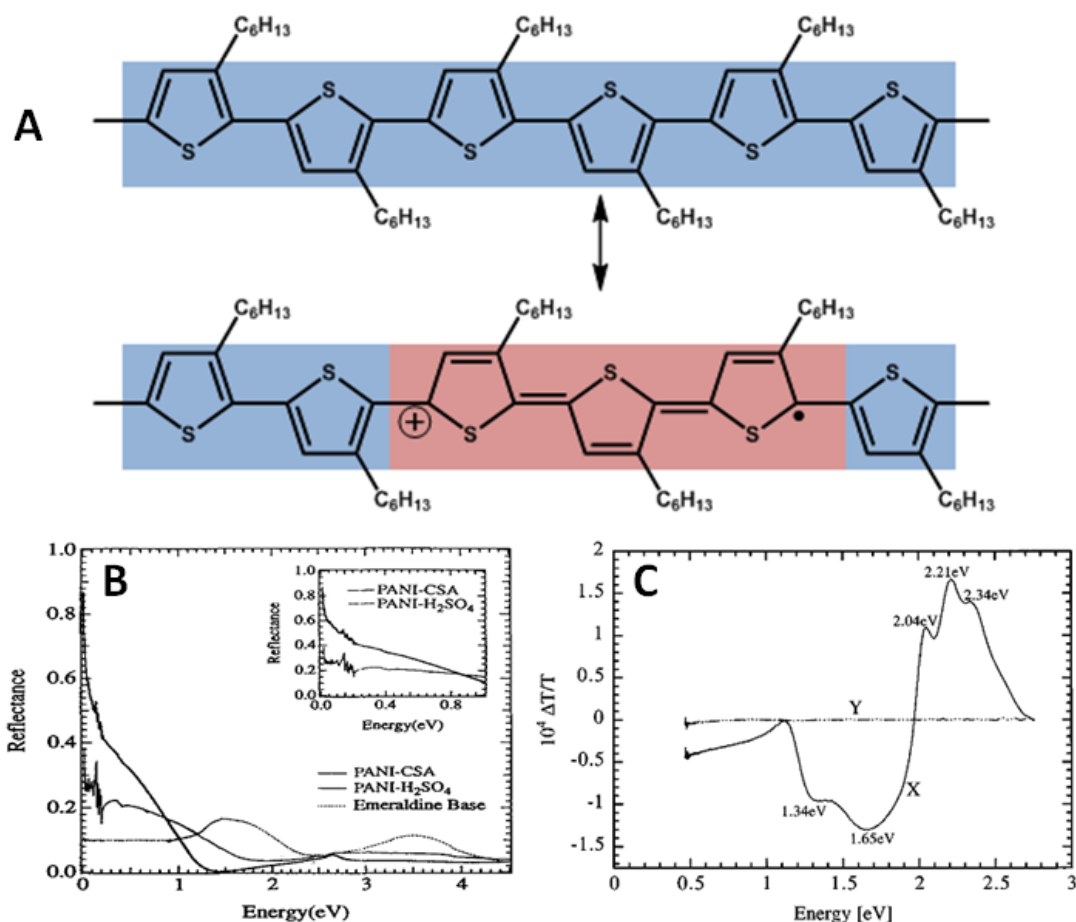 C6H13 C6H13 C6H13
A
S S S
S S S
C6H13 C6H13 C6H13
C6H13 C6H13 C6H13
S S S
⊕ S S S •
C6H13 C6H13 C6H13
B
Reflectance
1.0
0.8
0.6
0.4
0.2
0.0
0 1 2 3 4
Energy(eV)
PANI-CSA
PANI-H2SO4
Emeraldine Base
Reflectance
1.0
0.8
0.6
0.4
0.2
0.0
0.0 0.4 0.8
Energy(eV)
PANI-CSA
PANI-H2SO4
C
10^4 ΔT/T
2
1.5
1
0.5
0
-0.5
-1
-1.5
0 0.5 1 1.5 2 2.5 3
Energy [eV]
2.21eV
2.34eV
2.04eV
Y
X
1.34eV
1.65eV